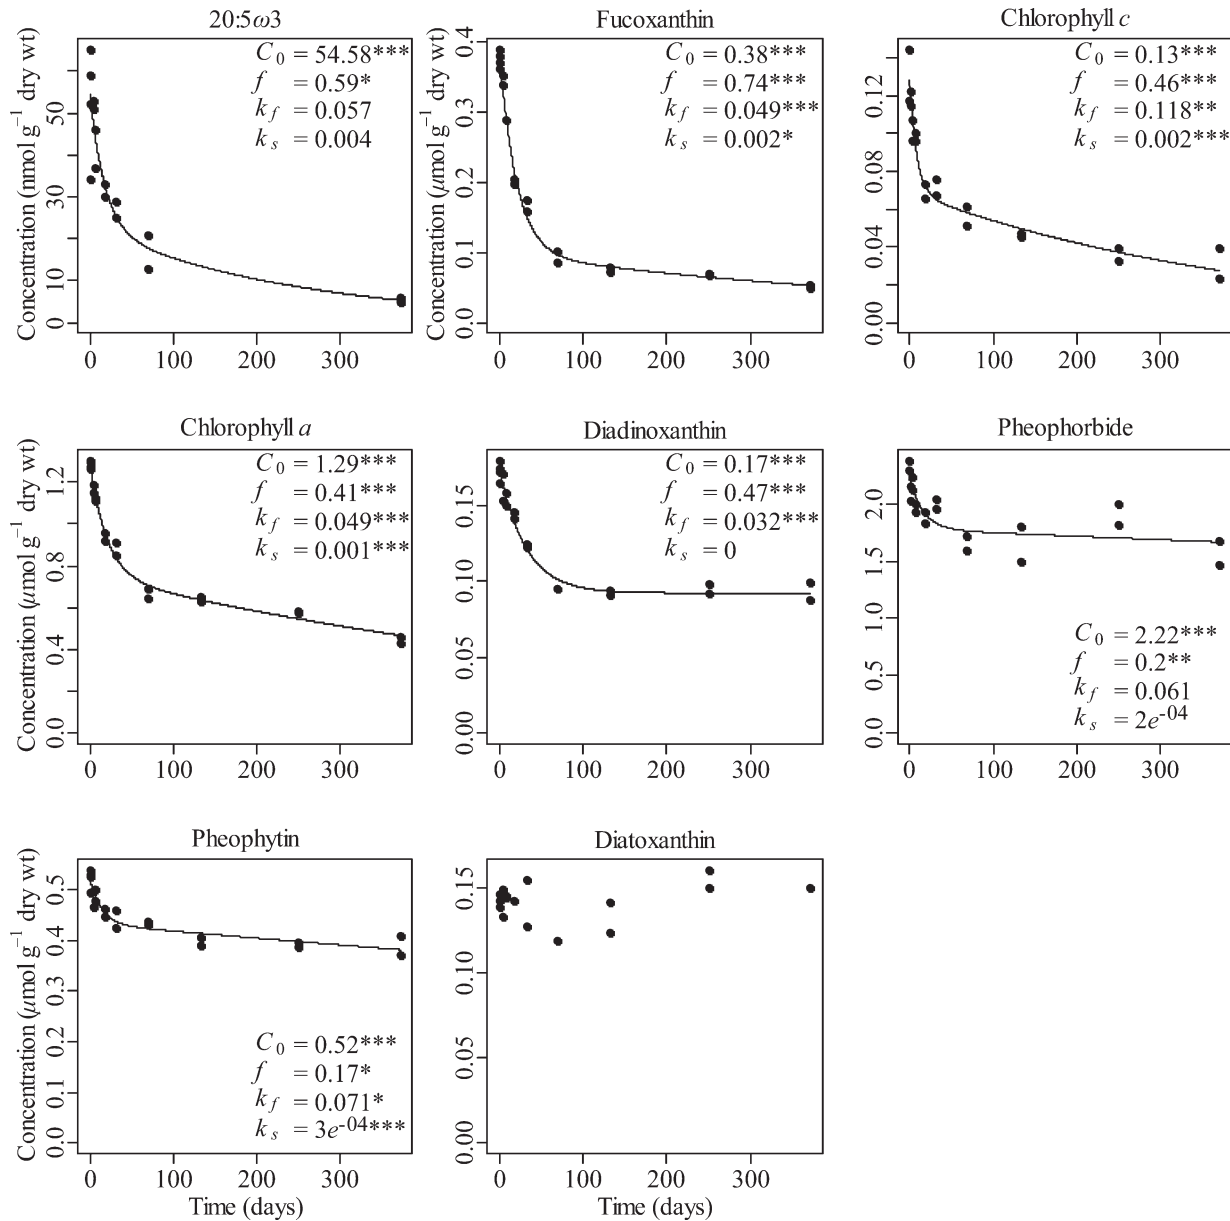 20:5ω3
C0 = 54.58***
f = 0.59*
kf = 0.057
ks = 0.004
Concentration (nmol g−1 dry wt)
0 10 30 50
0 100 200 300
Fucoxanthin
C0 = 0.38***
f = 0.74***
kf = 0.049***
ks = 0.002*
Concentration (μmol g−1 dry wt)
0.0 0.1 0.2 0.3 0.4
0 100 200 300
Chlorophyll c
C0 = 0.13***
f = 0.46***
kf = 0.118**
ks = 0.002***
0.00 0.04 0.08 0.12
0 100 200 300
Chlorophyll a
C0 = 1.29***
f = 0.41***
kf = 0.049***
ks = 0.001***
Concentration (μmol g−1 dry wt)
0.0 0.4 0.8 1.2
0 100 200 300
Diadinoxanthin
C0 = 0.17***
f = 0.47***
kf = 0.032***
ks = 0
0.00 0.05 0.10 0.15
0 100 200 300
Pheophorbide
C0 = 2.22***
f = 0.2**
kf = 0.061
ks = 2e-04
0.0 0.5 1.0 1.5 2.0
0 100 200 300
Pheophytin
C0 = 0.52***
f = 0.17*
kf = 0.071*
ks = 3e-04***
Concentration (μmol g−1 dry wt)
0.0 0.1 0.2 0.3 0.4 0.5
0 100 200 300
Time (days)
Diatoxanthin
0.00 0.05 0.10 0.15
0 100 200 300
Time (days)